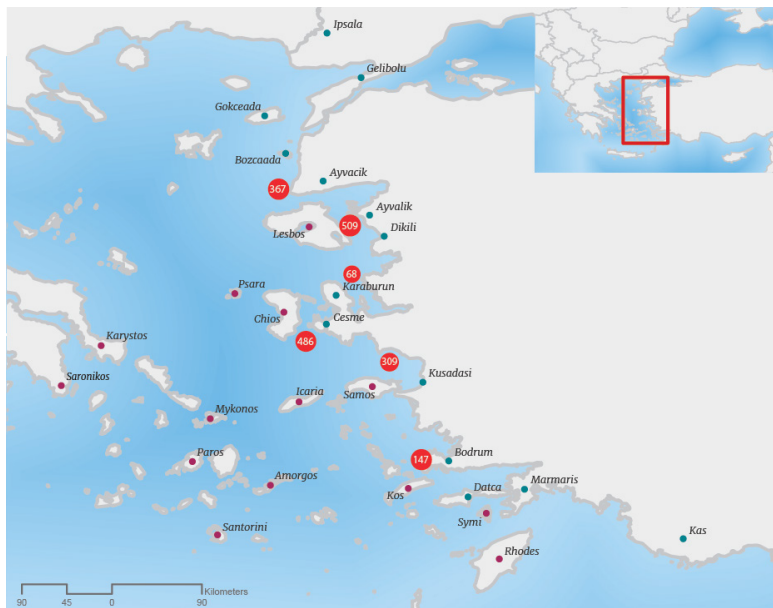 Ipsala
Gelibolu
Gokceada
Bozcaada
Ayvacik
367
Ayvalik
509
Lesbos
Dikili
68
Psara
Karaburun
Chios
Cesme
486
Karystos
309
Saronikos
Kusadasi
Icaria
Samos
Mykonos
147
Bodrum
Paros
Amorgos
Kos
Datca
Marmaris
Symi
Santorini
Kas
Rhodes
Kilometers
90
45
0
90